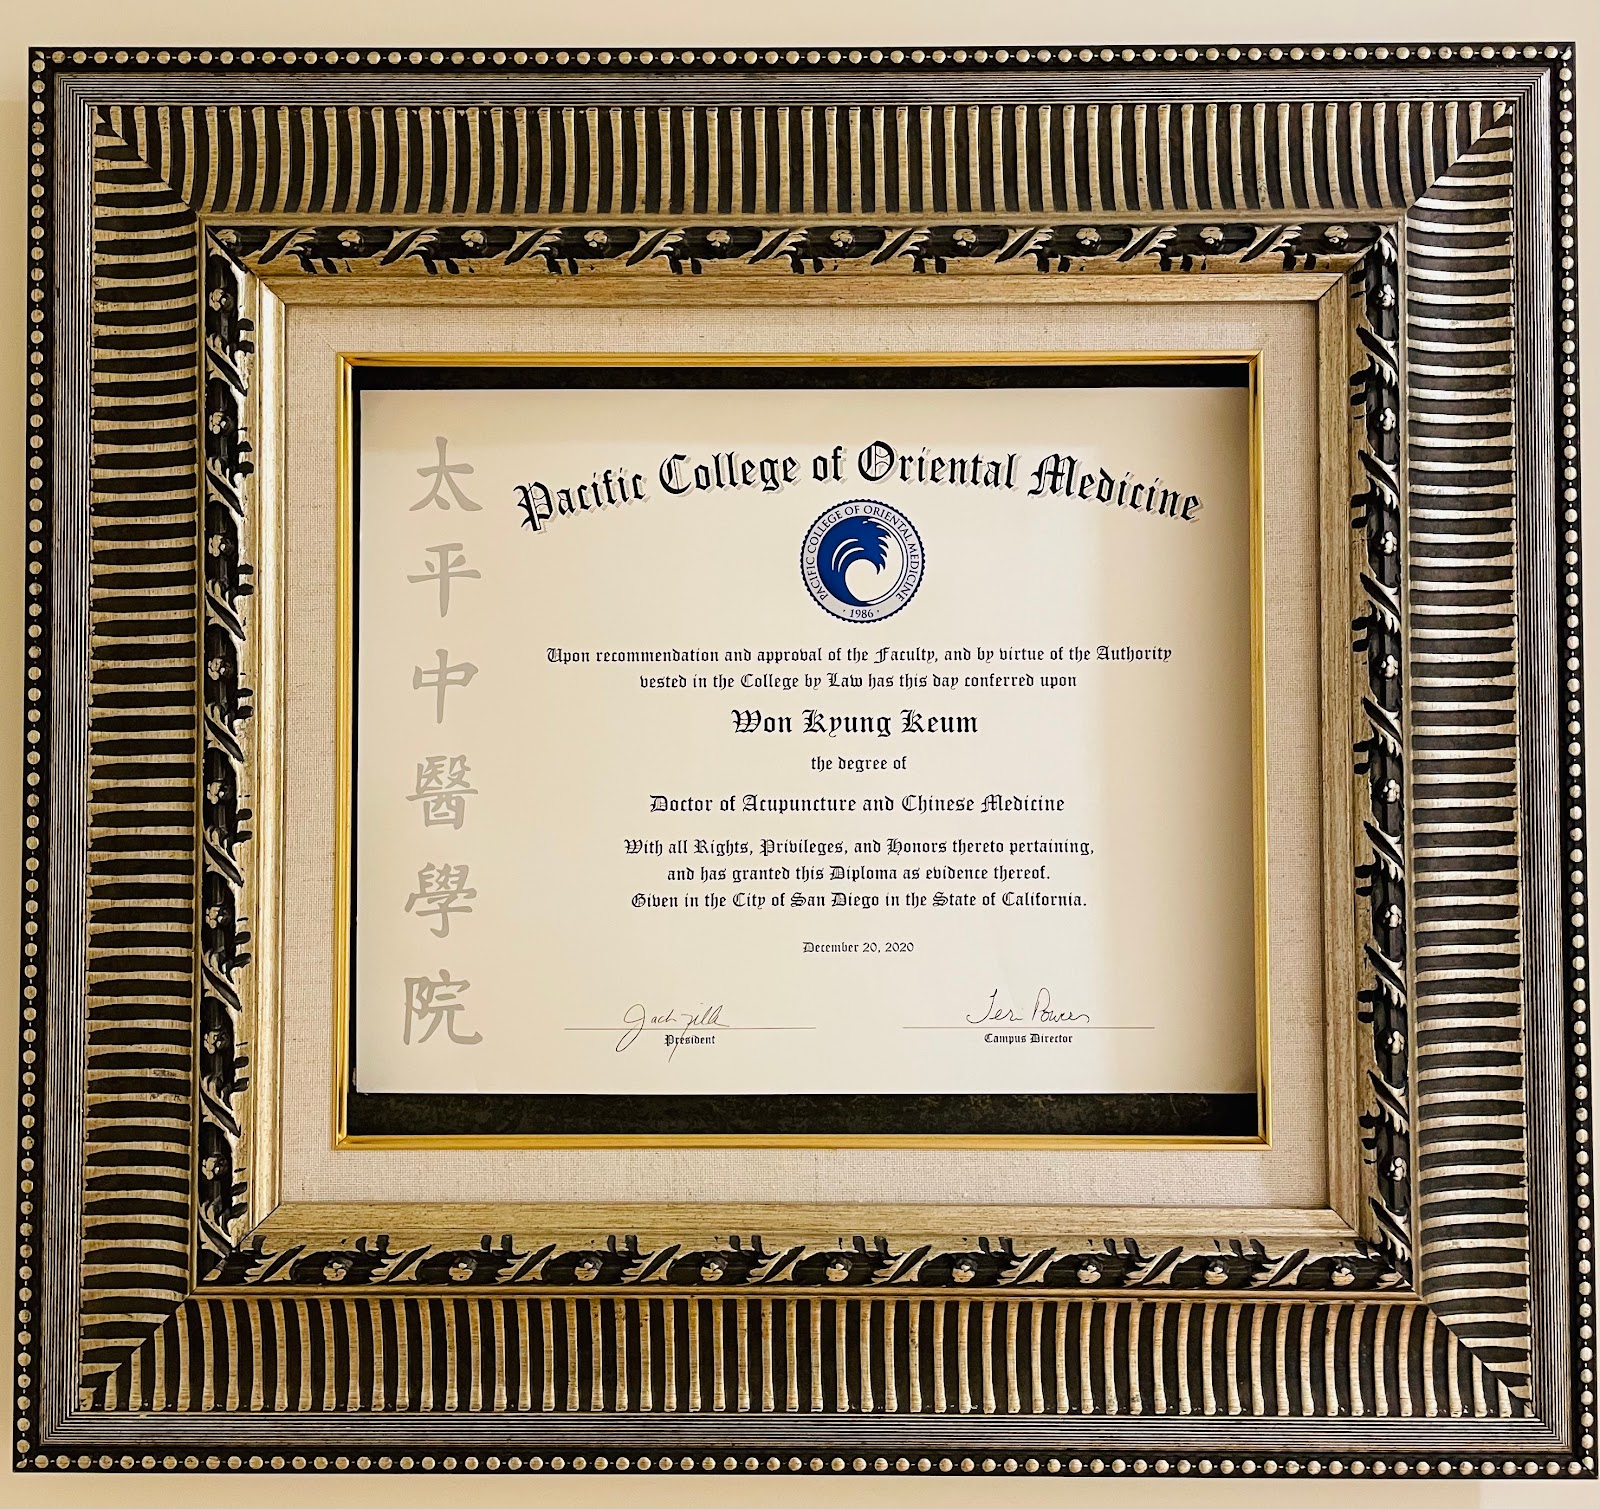 太平中醫學院
Pacific College of Oriental Medicine
PACIFIC COLLEGE OF ORIENTAL MEDICINE
· 1986 ·
Upon recommendation and approval of the Faculty, and by virtue of the Authority
vested in the College by Law has this day conferred upon
Won Kyung Keum
the degree of
Doctor of Acupuncture and Chinese Medicine
With all Rights, Privileges, and Honors thereto pertaining,
and has granted this Diploma as evidence thereof.
Given in the City of San Diego in the State of California.
December 20, 2020
Teri Powers
President
Campus Director